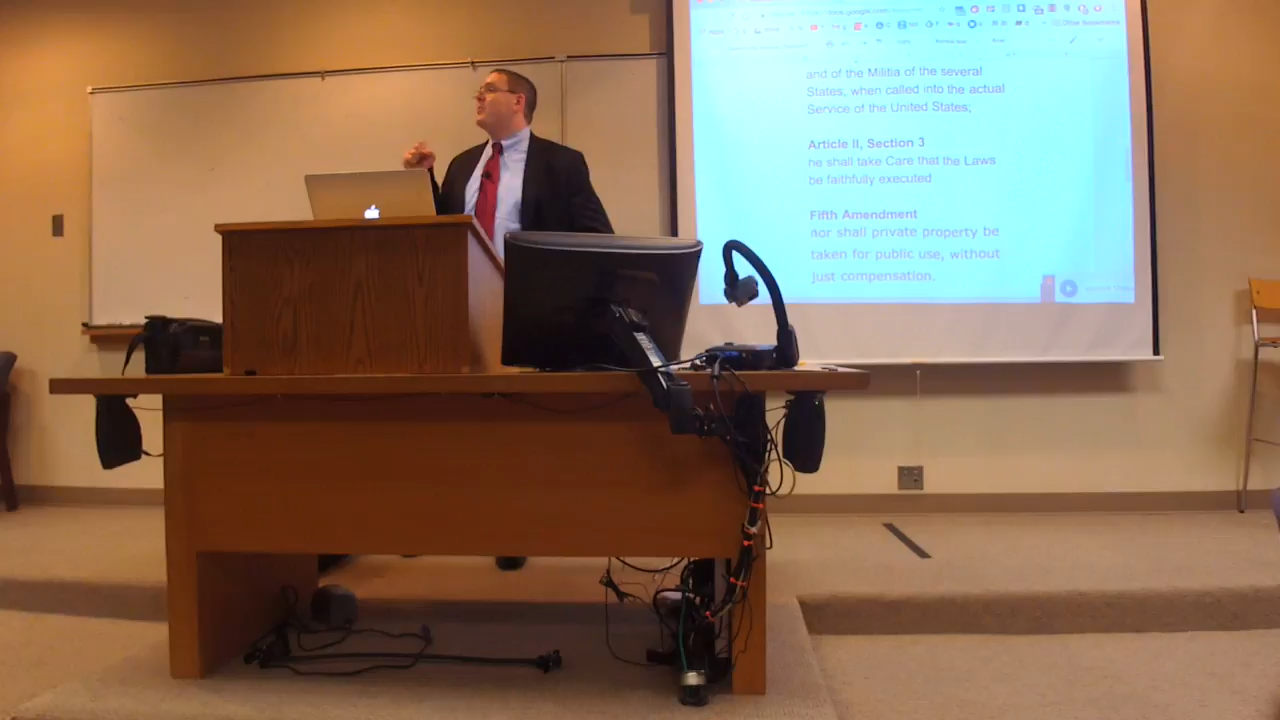 and of the Militia of the several
States, when called into the actual
Service of the United States;
Article II, Section 3
he shall take Care that the Laws
be faithfully executed
Fifth Amendment
nor shall private property be
taken for public use, without
just compensation.